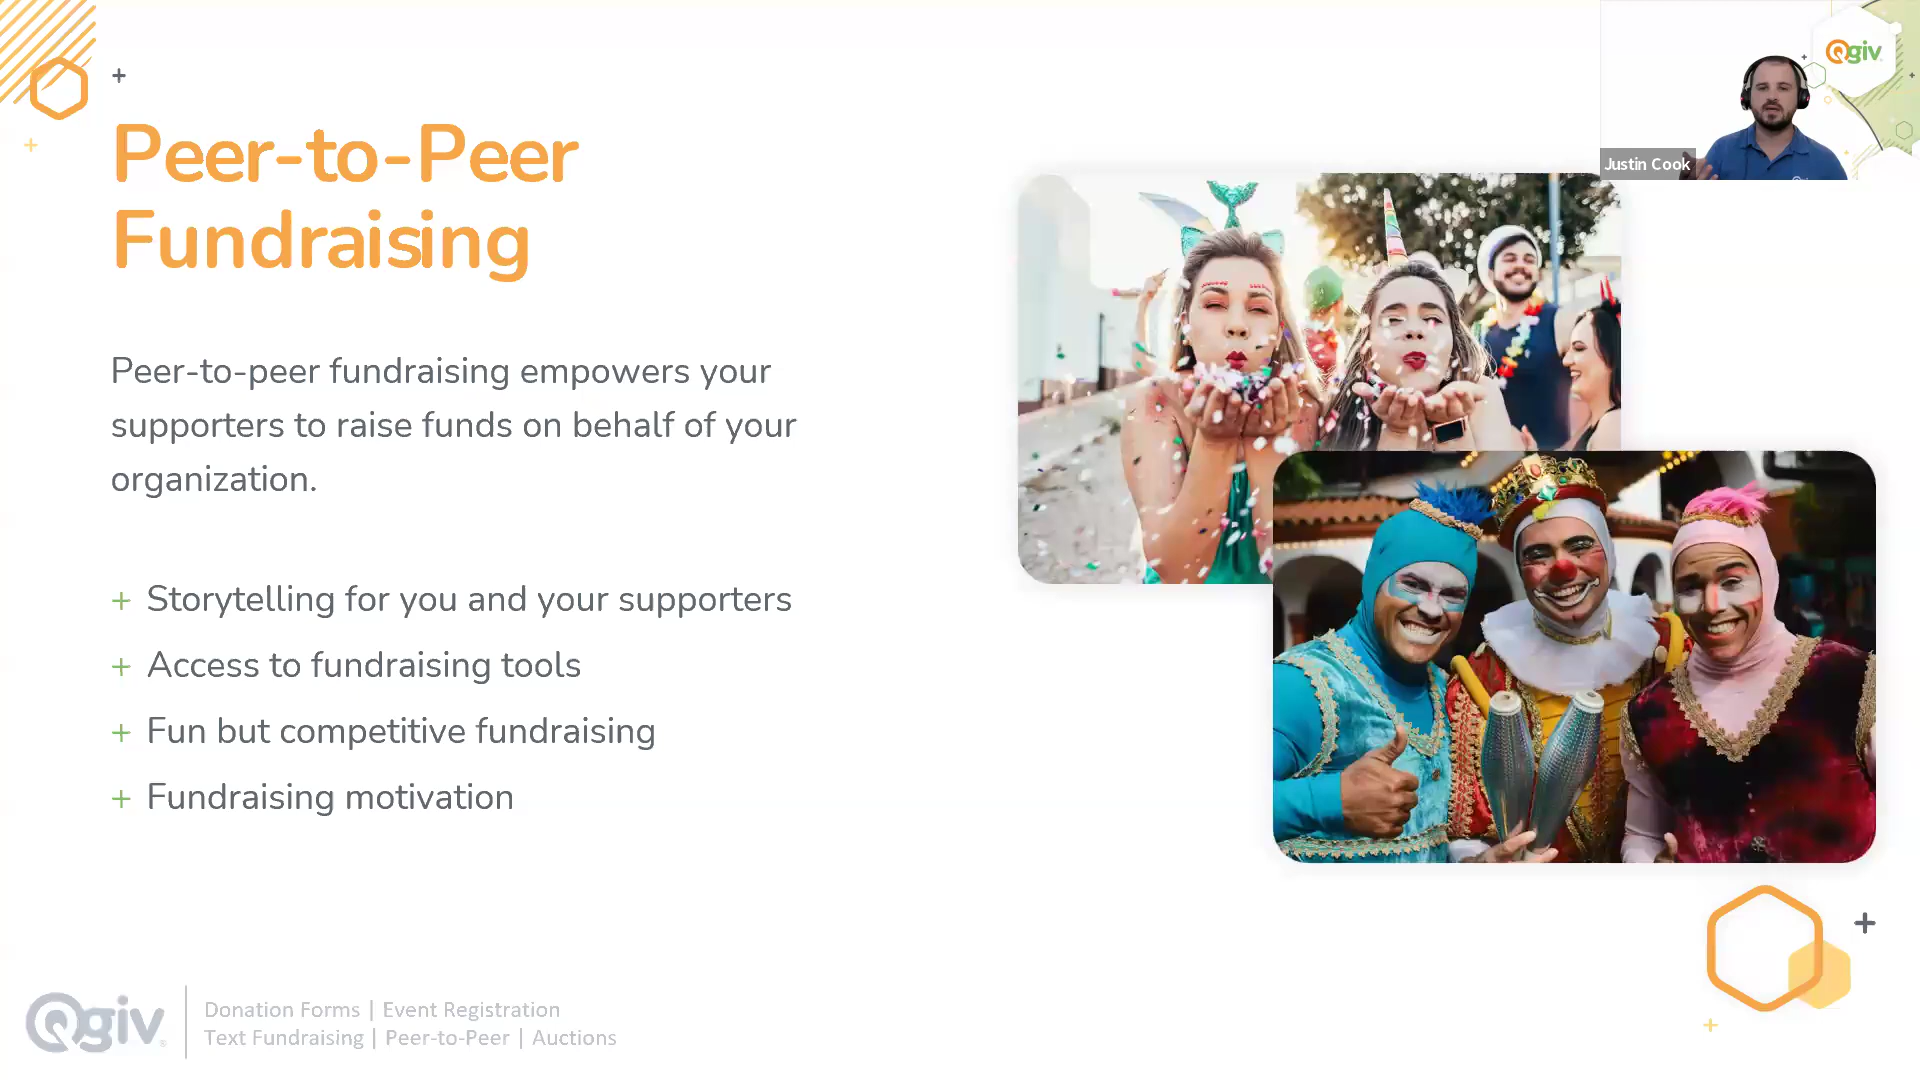 Qgiv
Justin Cook
Peer-to-Peer
Fundraising
Peer-to-peer fundraising empowers your
supporters to raise funds on behalf of your
organization.
+ Storytelling for you and your supporters
+ Access to fundraising tools
+ Fun but competitive fundraising
+ Fundraising motivation
Qgiv
Donation Forms | Event Registration
Text Fundraising | Peer-to-Peer | Auctions